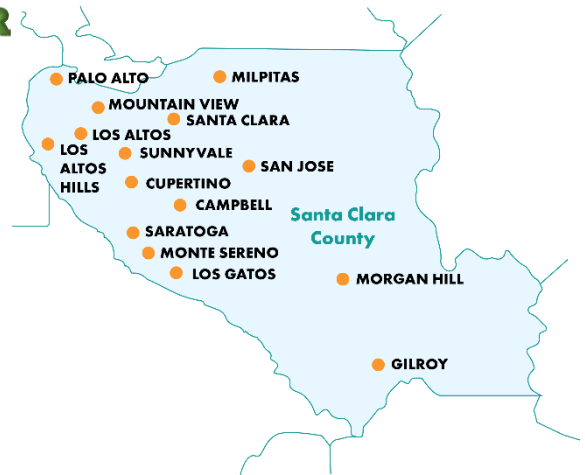 R
PALO ALTO
MILPITAS
MOUNTAIN VIEW
SANTA CLARA
LOS ALTOS
LOS
ALTOS
HILLS
SUNNYVALE
SAN JOSE
CUPERTINO
CAMPBELL
Santa Clara
County
SARATOGA
MONTE SERENO
LOS GATOS
MORGAN HILL
GILROY